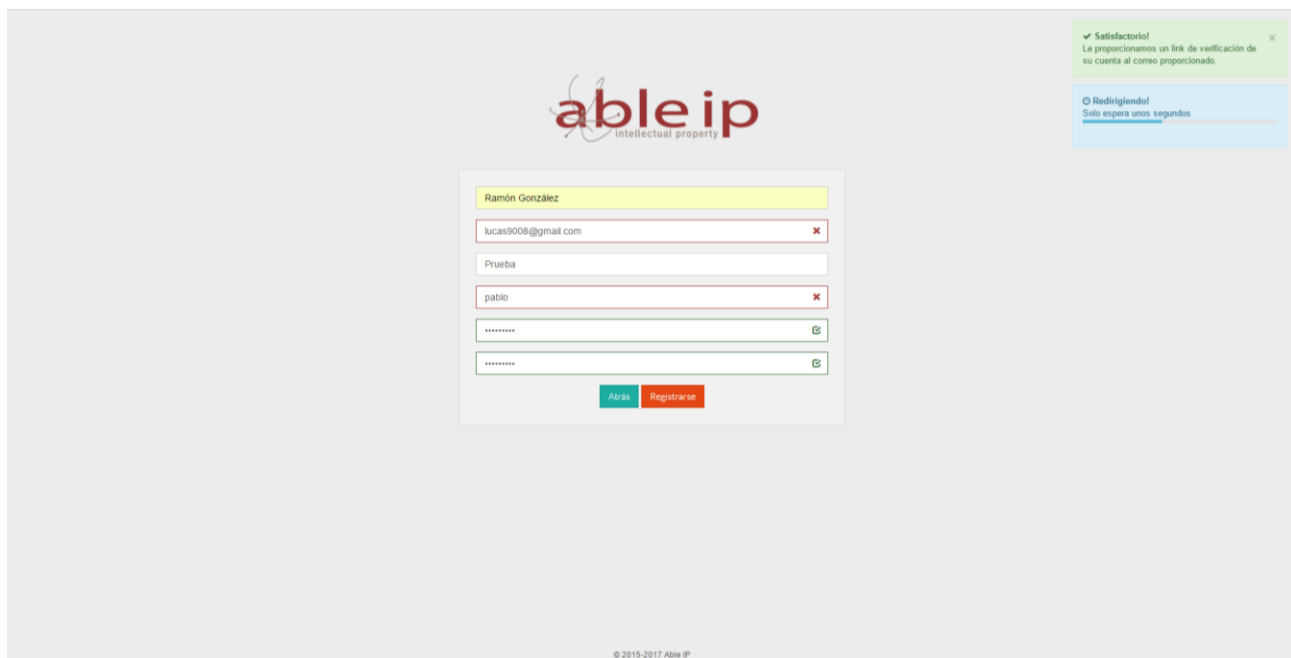 ✔ Satisfactorio!
Le proporcionamos un link de verificación de
su cuenta al correo proporcionado.
Redirigiendo!
Solo espera unos segundos
able ip
intellectual property
Ramón González
lucas9008@gmail.com
Prueba
pablo
•••••••••
•••••••••
Atrás Registrarse
© 2015-2017 Able IP